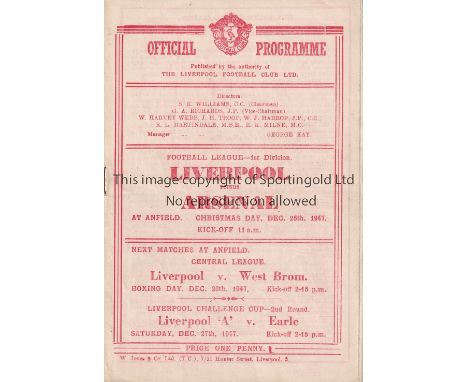 OFFICIAL PROGRAMME
Published by the authority of
THE LIVERPOOL FOOTBALL CLUB LTD.
Directors:
S. R. WILLIAMS, C.C. (Chairman)
G. A. RICHARDS, J.P. (Vice-Chairman)
W. HARVEY WEBB, J. H. TROOP, W. J. HARROP, J.P., C.C.
R. L. MARTINDALE, M.B.E., R. R. MILNE, M.C.
Manager .. .. GEORGE KAY.
FOOTBALL LEAGUE—1st Division.
LIVERPOOL
This image copyright of Sportingold Ltd
versus
No reproduction allowed
ARSENAL
AT ANFIELD. CHRISTMAS DAY, DEC. 25th, 1947.
KICK-OFF 11 a.m.
NEXT MATCHES AT ANFIELD.
CENTRAL LEAGUE.
Liverpool v. West Brom.
BOXING DAY, DEC. 26th, 1947, Kick-off 2-15 p.m.
LIVERPOOL CHALLENGE CUP—2nd Round.
Liverpool 'A' v. Earle
SATURDAY, DEC. 27th, 1947. Kick-off 2-15 p.m.
PRICE ONE PENNY.
W. Jones & Co. Ltd., (T.U.), 7/21 Hunter Street, Liverpool, 3.